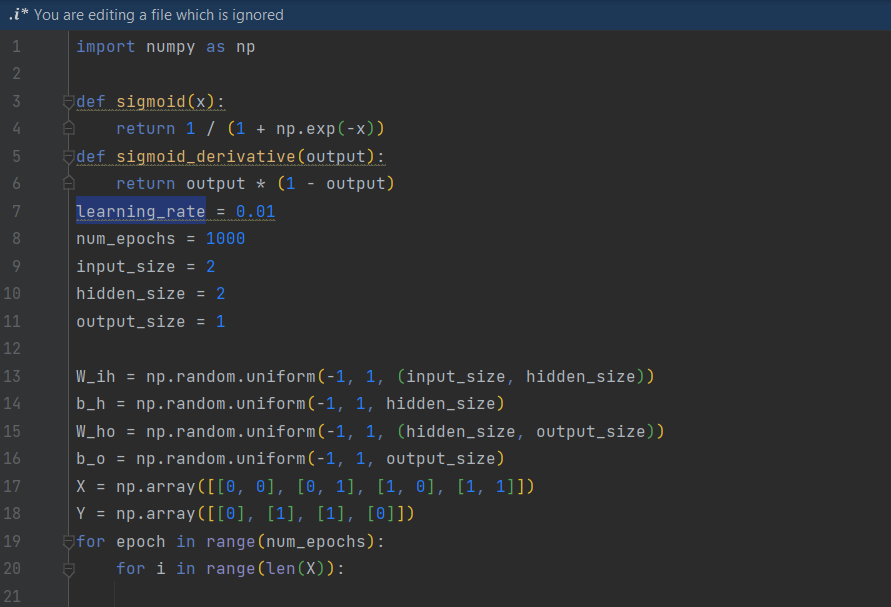 .i* You are editing a file which is ignored
1 import numpy as np
2
3 def sigmoid(x):
4     return 1 / (1 + np.exp(-x))
5 def sigmoid_derivative(output):
6     return output * (1 - output)
7 learning_rate = 0.01
8 num_epochs = 1000
9 input_size = 2
10 hidden_size = 2
11 output_size = 1
12
13 W_ih = np.random.uniform(-1, 1, (input_size, hidden_size))
14 b_h = np.random.uniform(-1, 1, hidden_size)
15 W_ho = np.random.uniform(-1, 1, (hidden_size, output_size))
16 b_o = np.random.uniform(-1, 1, output_size)
17 X = np.array([[0, 0], [0, 1], [1, 0], [1, 1]])
18 Y = np.array([[0], [1], [1], [0]])
19 for epoch in range(num_epochs):
20     for i in range(len(X)):
21